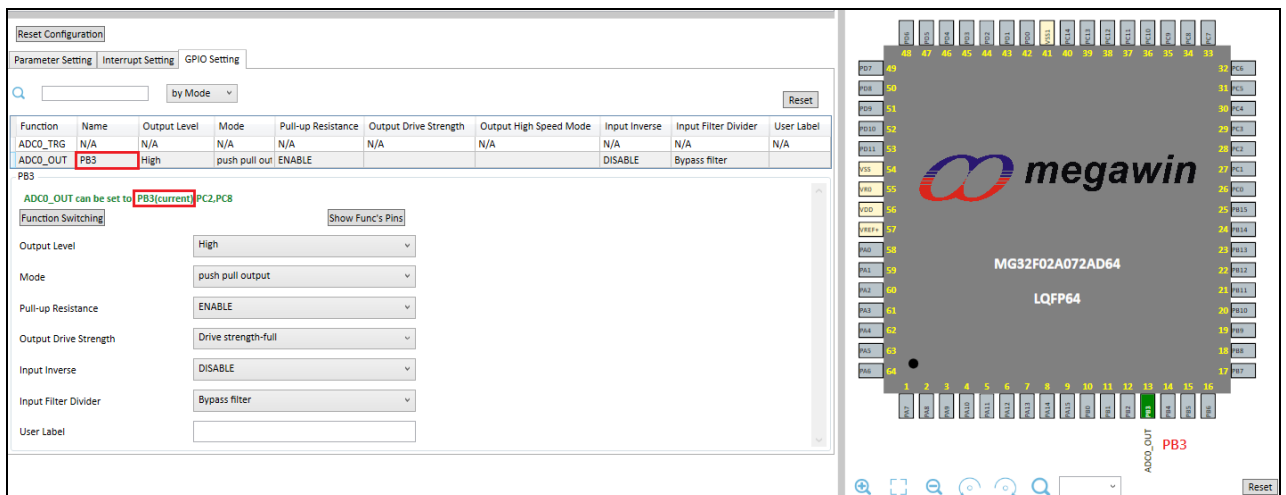 Reset Configuration
Parameter Setting Interrupt Setting GPIO Setting
by Mode Reset
Function Name Output Level Mode Pull-up Resistance Output Drive Strength Output High Speed Mode Input Inverse Input Filter Divider User Label
ADC0_TRG N/A N/A N/A N/A N/A N/A N/A N/A N/A
ADC0_OUT PB3 High push pull out ENABLE DISABLE Bypass filter
PB3
ADC0_OUT can be set to PB3(current) PC2,PC8
Function Switching Show Func's Pins
Output Level High
Mode push pull output
Pull-up Resistance ENABLE
Output Drive Strength Drive strength-full
Input Inverse DISABLE
Input Filter Divider Bypass filter
User Label
PD6 PD5 PD4 PD3 PD2 PD1 PD0 VSS1 PC14 PC13 PC12 PC11 PC10 PC9 PC8 PC7
48 47 46 45 44 43 42 41 40 39 38 37 36 35 34 33
PD7 49 32 PC6
PD8 50 31 PC5
PD9 51 30 PC4
PD10 52 29 PC3
PD11 53 28 PC2
VSS 54 27 PC1
VR0 55 26 PC0
VDD 56 25 PB15
VREF+ 57 24 PB14
PA0 58 23 PB13
PA1 59 22 PB12
PA2 60 21 PB11
PA3 61 20 PB10
PA4 62 19 PB9
PA5 63 18 PB8
PA6 64 17 PB7
megawin
MG32F02A072AD64
LQFP64
1 2 3 4 5 6 7 8 9 10 11 12 13 14 15 16
PA7 PA8 PA9 PA10 PA11 PA12 PA13 PA14 PA15 PB0 PB1 PB2 PB3 PB4 PB5 PB6
ADC0_OUT
PB3
Reset